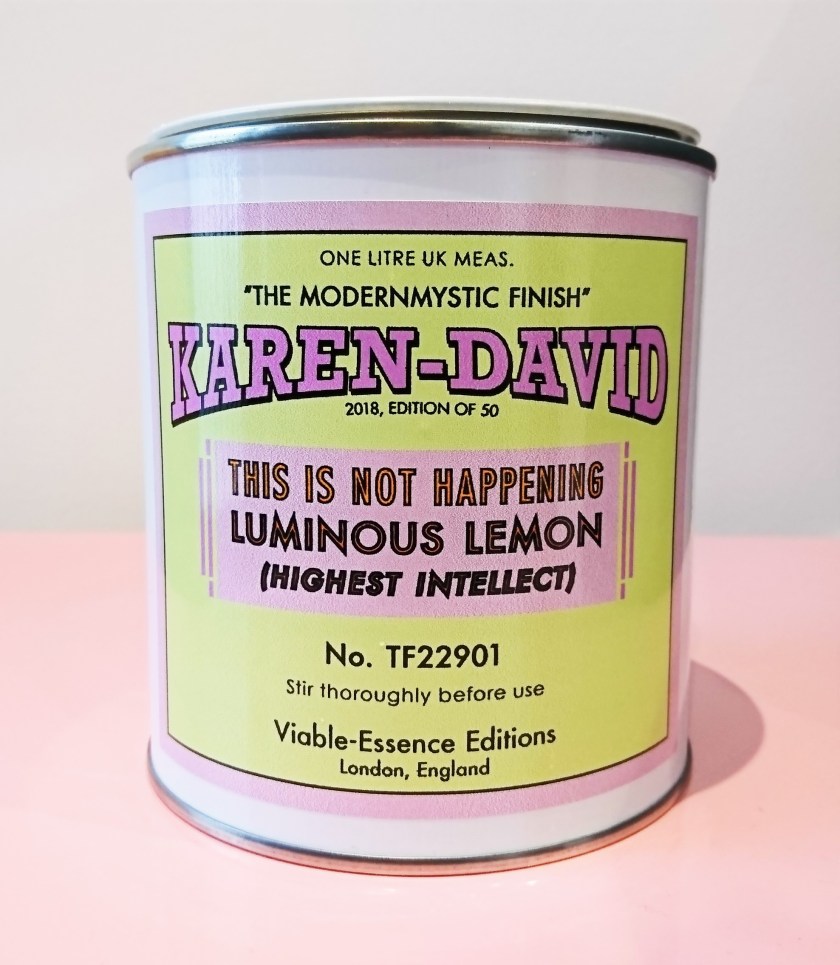 ONE LITRE UK MEAS.
"THE MODERNMYSTIC FINISH"
KAREN-DAVID
2018, EDITION OF 50
THIS IS NOT HAPPENING
LUMINOUS LEMON
(HIGHEST INTELLECT)
No. TF22901
Stir thoroughly before use
Viable-Essence Editions
London, England